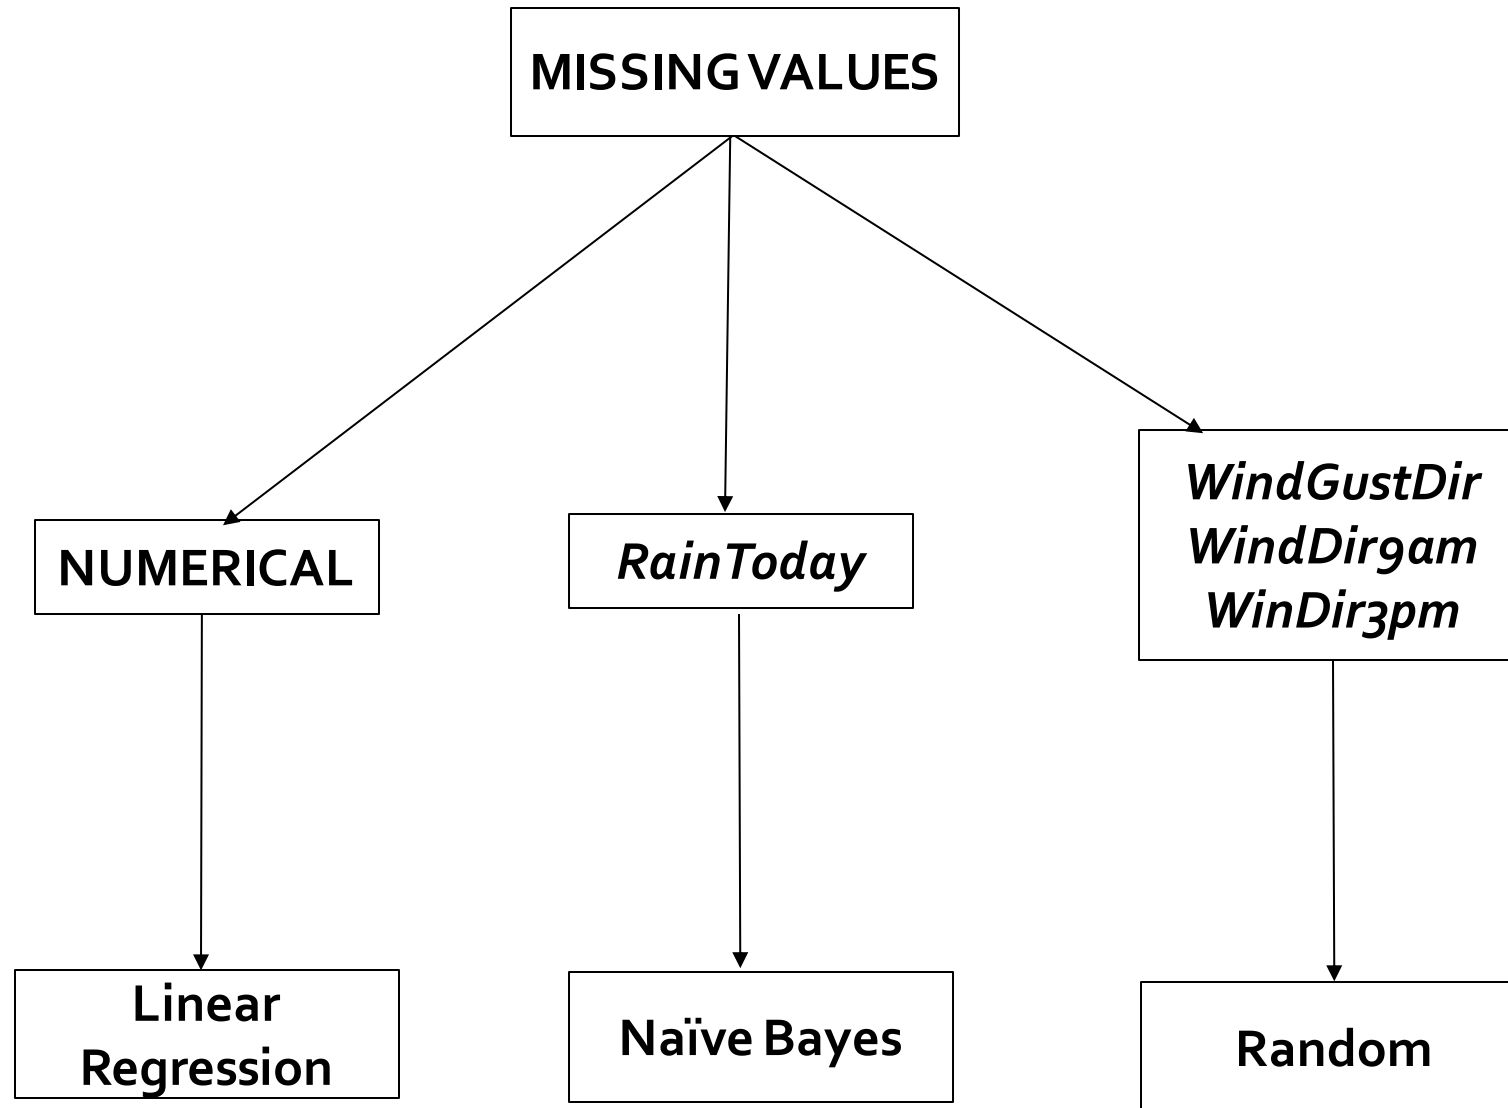 MISSING VALUES
NUMERICAL
RainToday
WindGustDir
WindDir9am
WinDir3pm
Linear
Regression
Naïve Bayes
Random